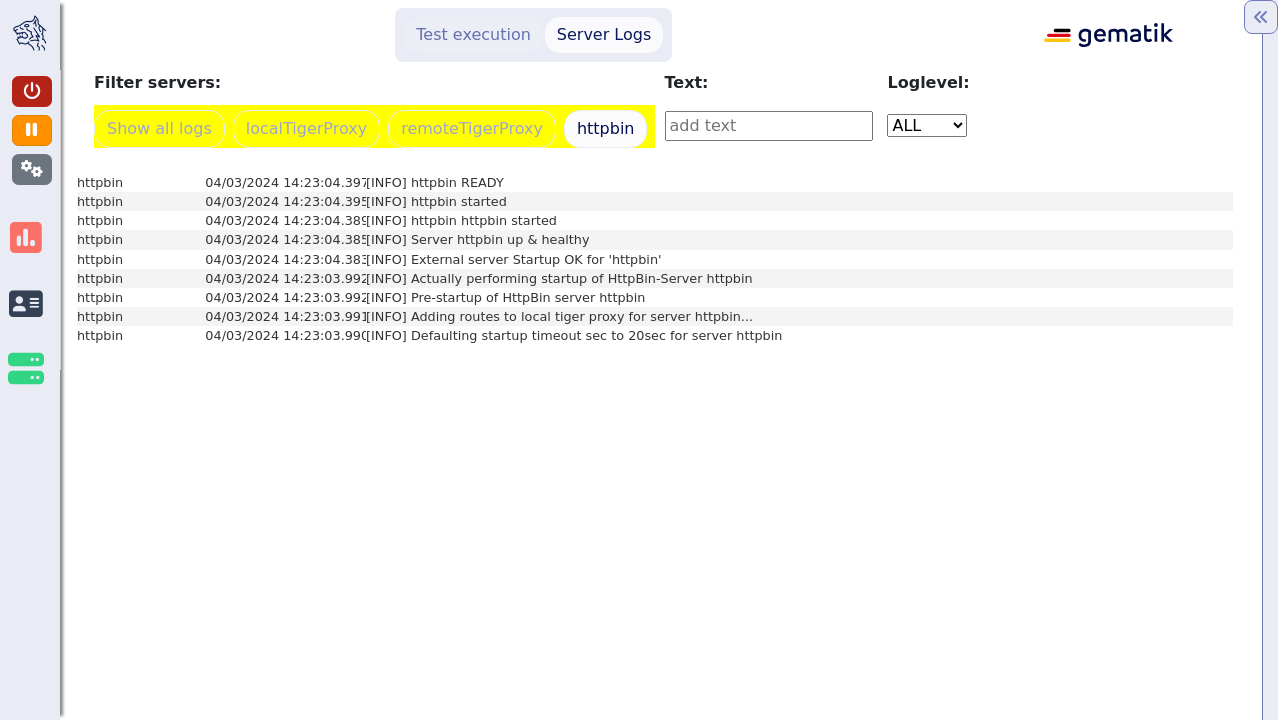 Test execution Server Logs
gematik
Filter servers: Text: Loglevel:
Show all logs localTigerProxy remoteTigerProxy httpbin add text ALL
httpbin 04/03/2024 14:23:04.397 [INFO] httpbin READY
httpbin 04/03/2024 14:23:04.395 [INFO] httpbin started
httpbin 04/03/2024 14:23:04.389 [INFO] httpbin httpbin started
httpbin 04/03/2024 14:23:04.385 [INFO] Server httpbin up & healthy
httpbin 04/03/2024 14:23:04.383 [INFO] External server Startup OK for 'httpbin'
httpbin 04/03/2024 14:23:03.992 [INFO] Actually performing startup of HttpBin-Server httpbin
httpbin 04/03/2024 14:23:03.992 [INFO] Pre-startup of HttpBin server httpbin
httpbin 04/03/2024 14:23:03.991 [INFO] Adding routes to local tiger proxy for server httpbin...
httpbin 04/03/2024 14:23:03.990 [INFO] Defaulting startup timeout sec to 20sec for server httpbin